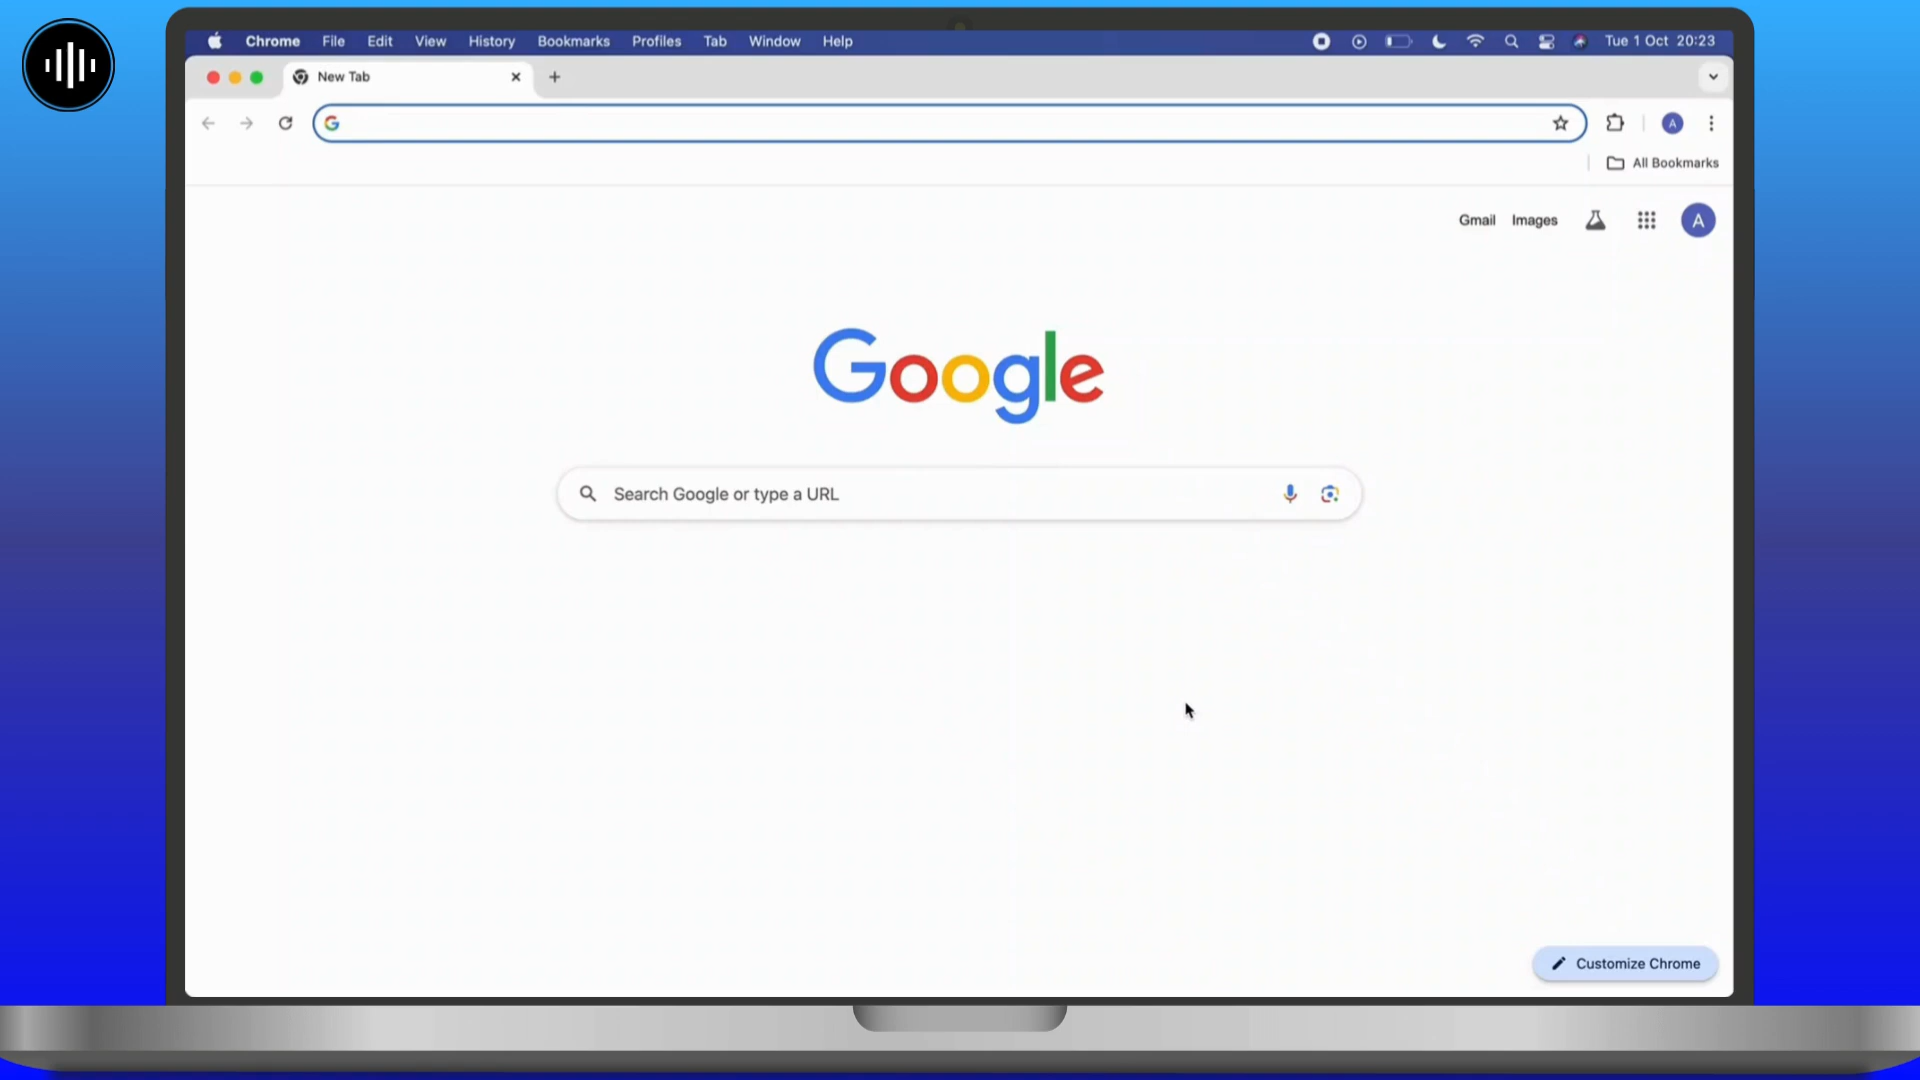 Chrome File Edit View History Bookmarks Profiles Tab Window Help Tue 1 Oct 20:23
New Tab
All Bookmarks
Gmail Images A
Google
Search Google or type a URL
Customize Chrome